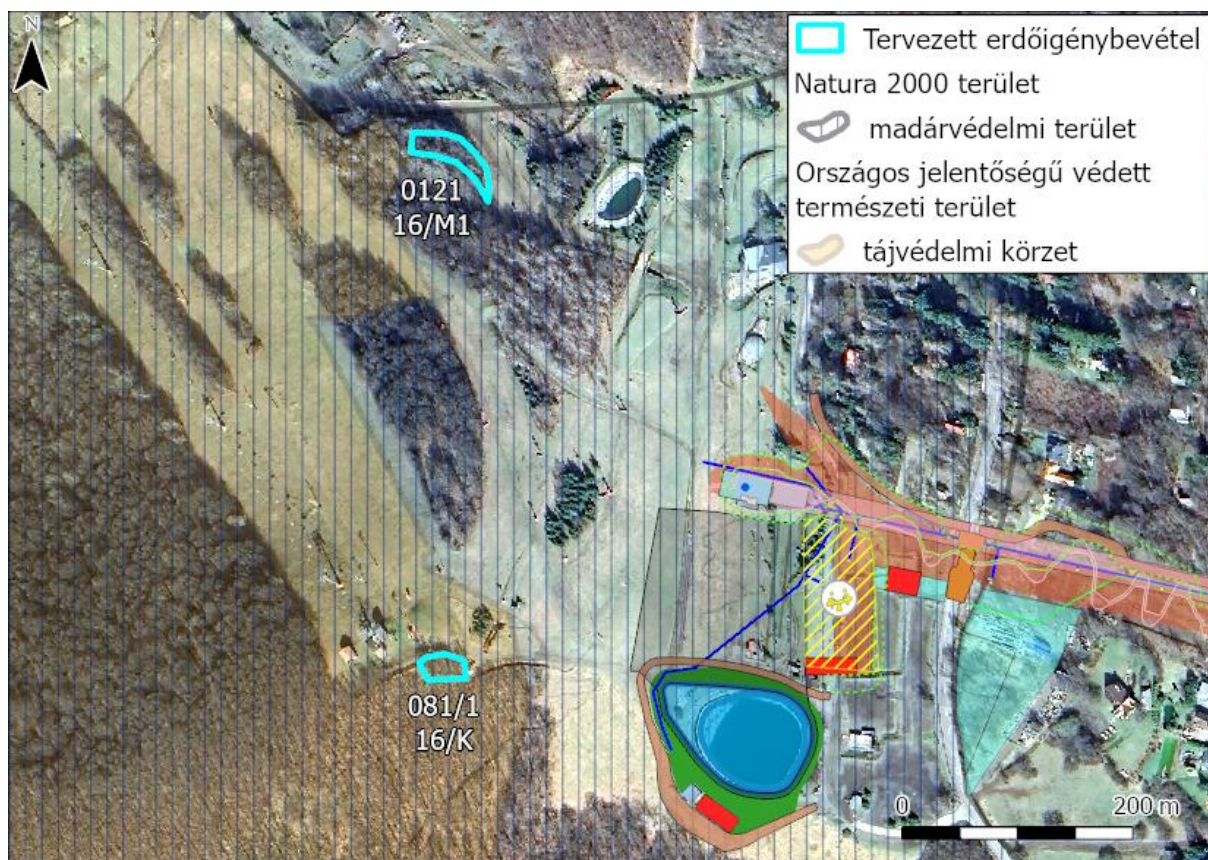 N
Tervezett erdőigénybevétel
Natura 2000 terület
madárvédelmi terület
Országos jelentőségű védett
természeti terület
tájvédelmi körzet
0121
16/M1
081/1
16/K
0
200 m